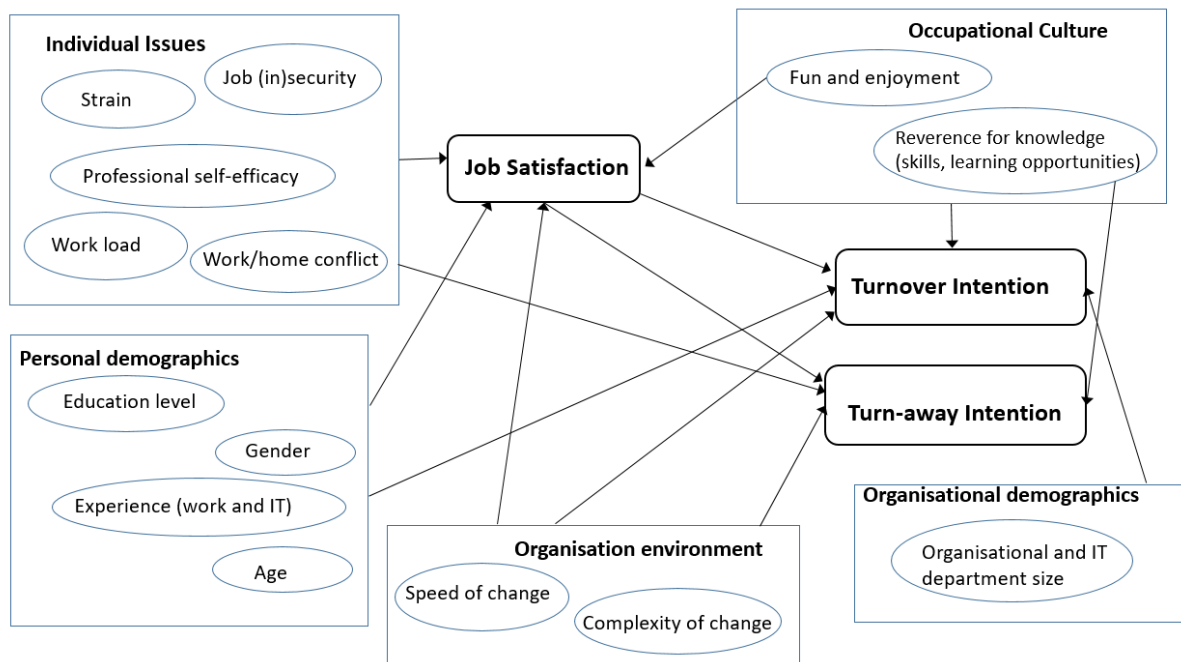 Individual Issues
Job (in)security
Strain
Professional self-efficacy
Work load
Work/home conflict
Occupational Culture
Fun and enjoyment
Reverence for knowledge
(skills, learning opportunities)
Job Satisfaction
Turnover Intention
Turn-away Intention
Personal demographics
Education level
Gender
Experience (work and IT)
Age
Organisation environment
Speed of change
Complexity of change
Organisational demographics
Organisational and IT
department size